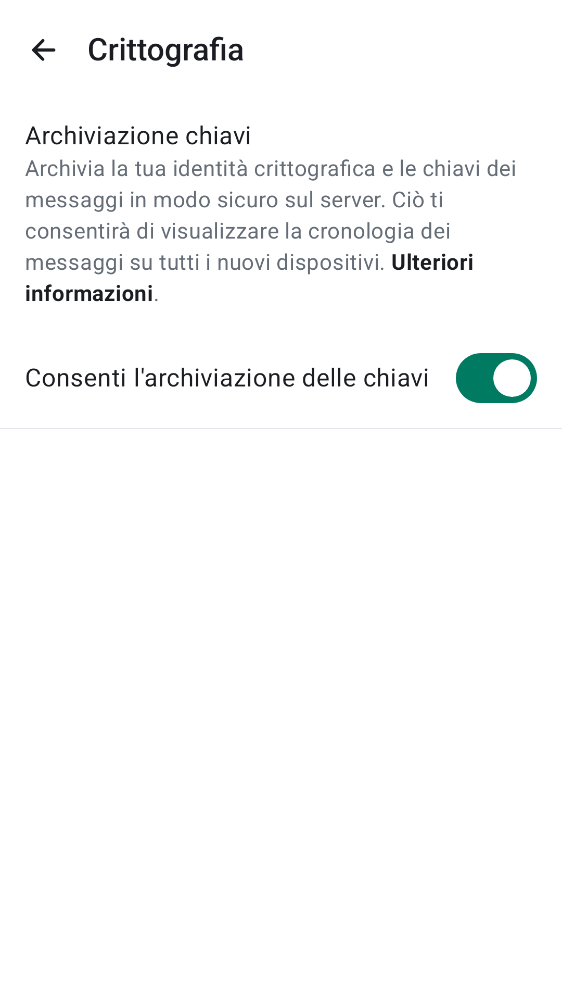 Crittografia
Archiviazione chiavi
Archivia la tua identità crittografica e le chiavi dei
messaggi in modo sicuro sul server. Ciò ti
consentirà di visualizzare la cronologia dei
messaggi su tutti i nuovi dispositivi. Ulteriori
informazioni.
Consenti l'archiviazione delle chiavi